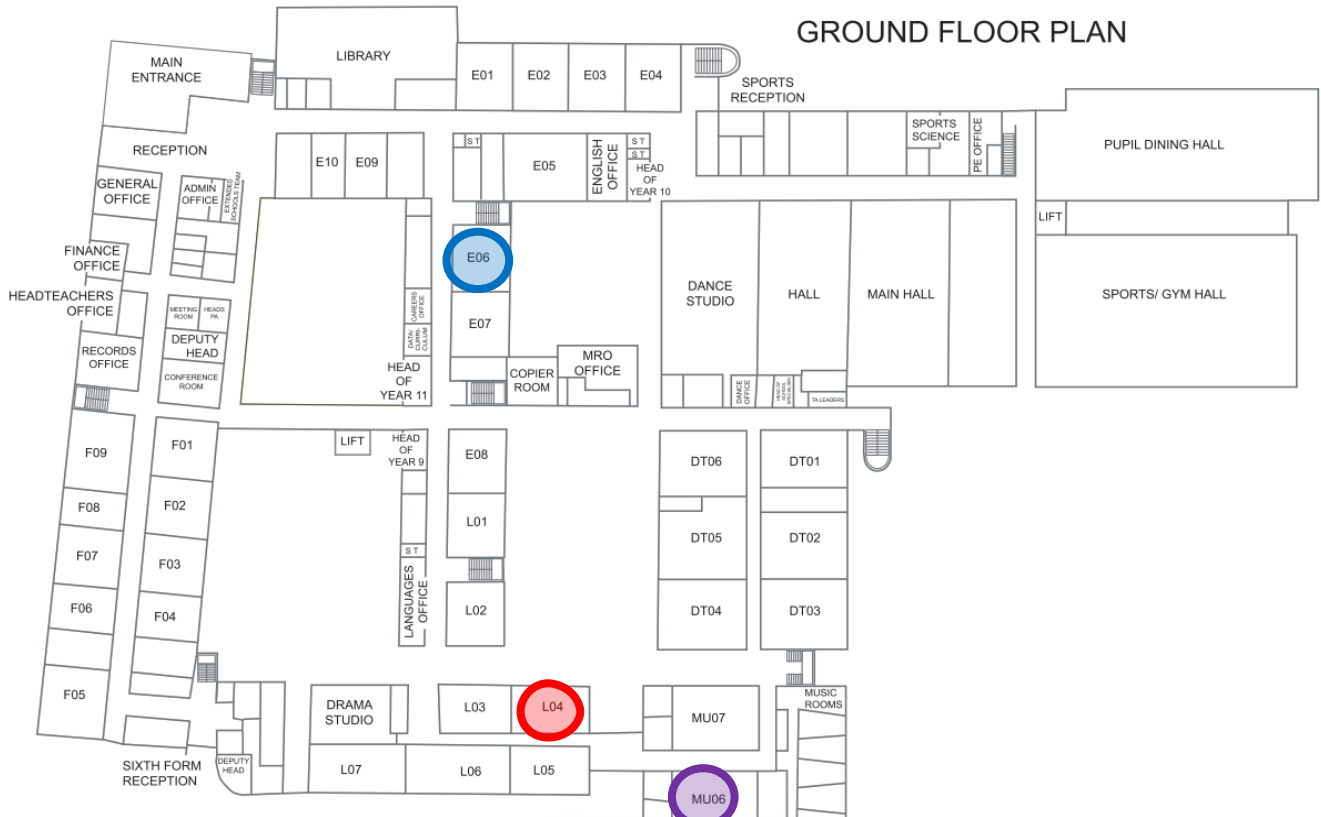 GROUND FLOOR PLAN
MAIN
ENTRANCE
LIBRARY
E01
E02
E03
E04
SPORTS
RECEPTION
SPORTS
SCIENCE
PE OFFICE
PUPIL DINING HALL
RECEPTION
E10
E09
S T
E05
ENGLISH
OFFICE
S T
S T
HEAD
OF
YEAR 10
GENERAL
OFFICE
ADMIN
OFFICE
EXTENDED
SCHOOLS TEAM
LIFT
FINANCE
OFFICE
E06
HEADTEACHERS
OFFICE
MEETING
ROOM
HEADS
PA
CAREERS
OFFICE
DATA/
CURRI-
CULUM
E07
DANCE
STUDIO
HALL
MAIN HALL
SPORTS/ GYM HALL
RECORDS
OFFICE
DEPUTY
HEAD
CONFERENCE
ROOM
HEAD
OF
YEAR 11
COPIER
ROOM
MRO
OFFICE
DANCE
OFFICE
HEAD OF
SCHOOL
SPECIALISM
TA LEADERS
F09
F01
LIFT
HEAD
OF
YEAR 9
E08
DT06
DT01
F08
F02
L01
F07
F03
S T
DT05
DT02
F06
F04
LANGUAGES
OFFICE
L02
DT04
DT03
F05
DRAMA
STUDIO
L03
L04
MU07
MUSIC
ROOMS
SIXTH FORM
RECEPTION
DEPUTY
HEAD
L07
L06
L05
MU06